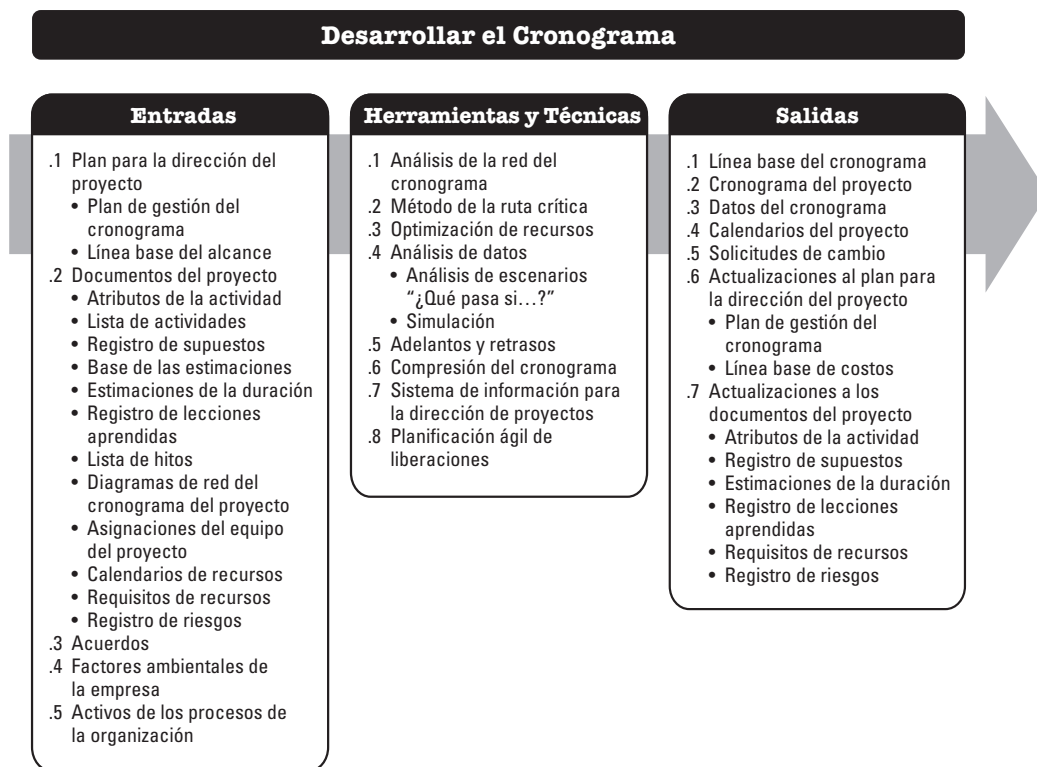 Desarrollar el Cronograma
Entradas
.1 Plan para la dirección del
proyecto
• Plan de gestión del
cronograma
• Línea base del alcance
.2 Documentos del proyecto
• Atributos de la actividad
• Lista de actividades
• Registro de supuestos
• Base de las estimaciones
• Estimaciones de la duración
• Registro de lecciones
aprendidas
• Lista de hitos
• Diagramas de red del
cronograma del proyecto
• Asignaciones del equipo
del proyecto
• Calendarios de recursos
• Requisitos de recursos
• Registro de riesgos
.3 Acuerdos
.4 Factores ambientales de
la empresa
.5 Activos de los procesos de
la organización
Herramientas y Técnicas
.1 Análisis de la red del
cronograma
.2 Método de la ruta crítica
.3 Optimización de recursos
.4 Análisis de datos
• Análisis de escenarios
“¿Qué pasa si…?”
• Simulación
.5 Adelantos y retrasos
.6 Compresión del cronograma
.7 Sistema de información para
la dirección de proyectos
.8 Planificación ágil de
liberaciones
Salidas
.1 Línea base del cronograma
.2 Cronograma del proyecto
.3 Datos del cronograma
.4 Calendarios del proyecto
.5 Solicitudes de cambio
.6 Actualizaciones al plan para
la dirección del proyecto
• Plan de gestión del
cronograma
• Línea base de costos
.7 Actualizaciones a los
documentos del proyecto
• Atributos de la actividad
• Registro de supuestos
• Estimaciones de la duración
• Registro de lecciones
aprendidas
• Requisitos de recursos
• Registro de riesgos